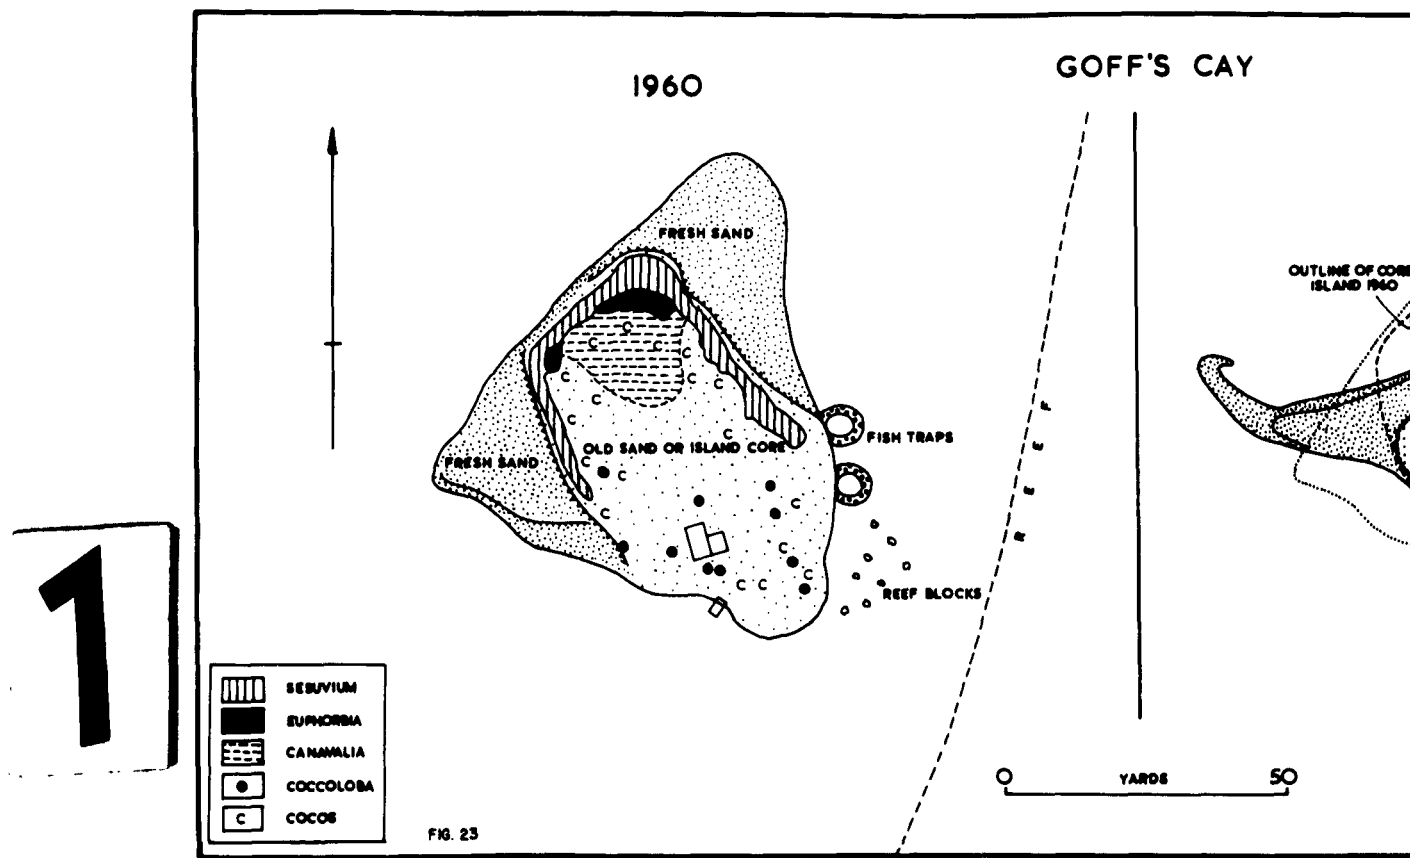 GOFF'S CAY
1960
FRESH SAND
OUTLINE OF CORE
ISLAND 1960
C
C
C
C
C
C
C
C
C
C
OLD SAND OR ISLAND CORE
FISH TRAPS
FRESH SAND
C
C
C
C
C
C
C
C
REEF
REEF BLOCKS
1
SESUVIUM
EUPHORBIA
CANAVALIA
COCCOLOBA
C COCOS
0 YARDS 50
FIG. 23